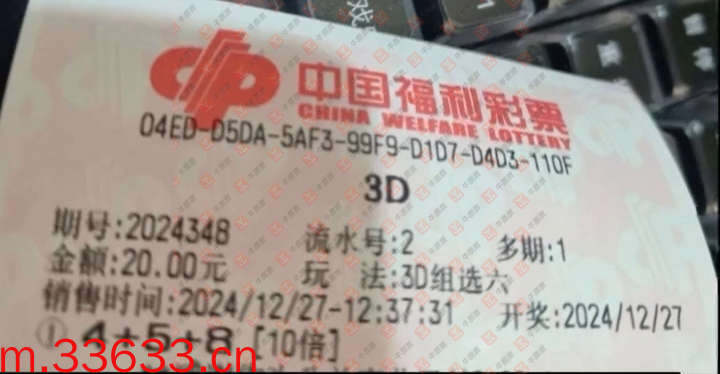 中国福利彩票
CHINA WELFARE LOTTERY
04ED-D5DA-5AF3-99F9-D1D7-D4D3-110F
3D
期号:2024348 流水号:2 多期:1
金额:20.00元 玩 法:3D组选六
销售时间:2024/12/27-12:37:31 开奖:2024/12/27
① 4+5+8 [10倍]
m.33633.cn